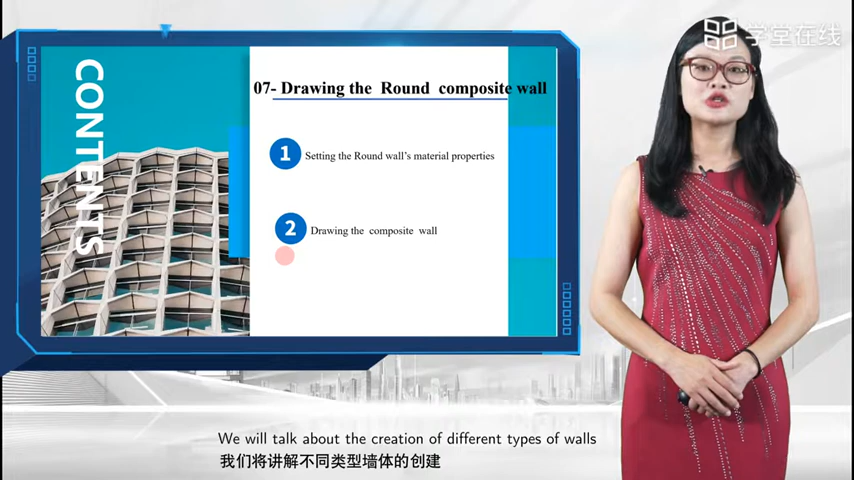 学堂在线
CONTENTS
07- Drawing the Round composite wall
1 Setting the Round wall's material properties
2 Drawing the composite wall
We will talk about the creation of different types of walls
我们将讲解不同类型墙体的创建